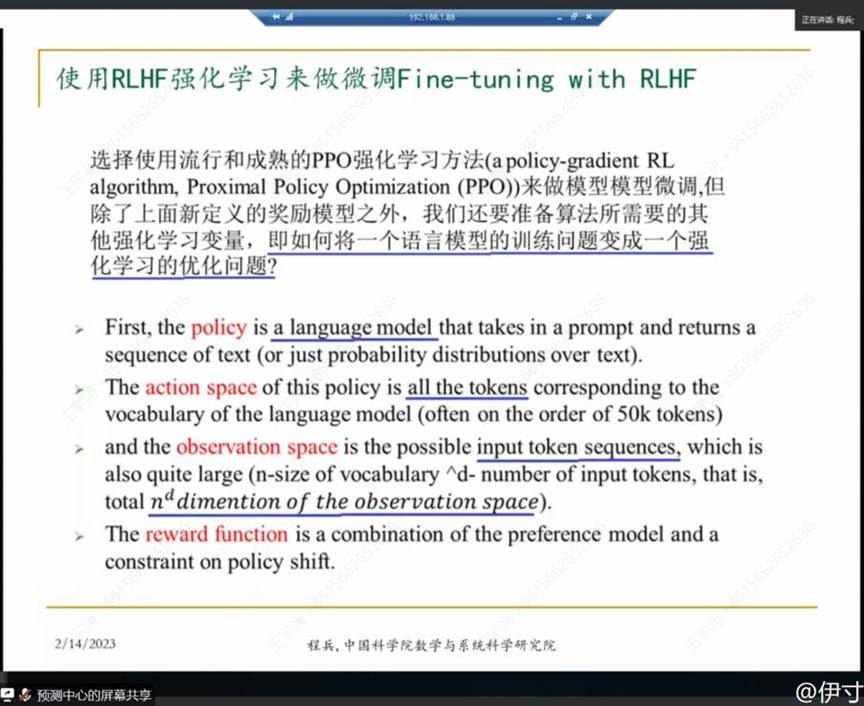 192.168.1.88
正在讲话: 程兵;
使用RLHF强化学习来做微调Fine-tuning with RLHF
选择使用流行和成熟的PPO强化学习方法(a policy-gradient RL
algorithm, Proximal Policy Optimization (PPO))来做模型模型微调,但
除了上面新定义的奖励模型之外，我们还要准备算法所需要的其
他强化学习变量，即如何将一个语言模型的训练问题变成一个强
化学习的优化问题?
First, the policy is a language model that takes in a prompt and returns a
sequence of text (or just probability distributions over text).
The action space of this policy is all the tokens corresponding to the
vocabulary of the language model (often on the order of 50k tokens)
and the observation space is the possible input token sequences, which is
also quite large (n-size of vocabulary ^d- number of input tokens, that is,
total n^d dimention of the observation space).
The reward function is a combination of the preference model and a
constraint on policy shift.
2/14/2023
程兵, 中国科学院数学与系统科学研究院
预测中心的屏幕共享
@伊寸